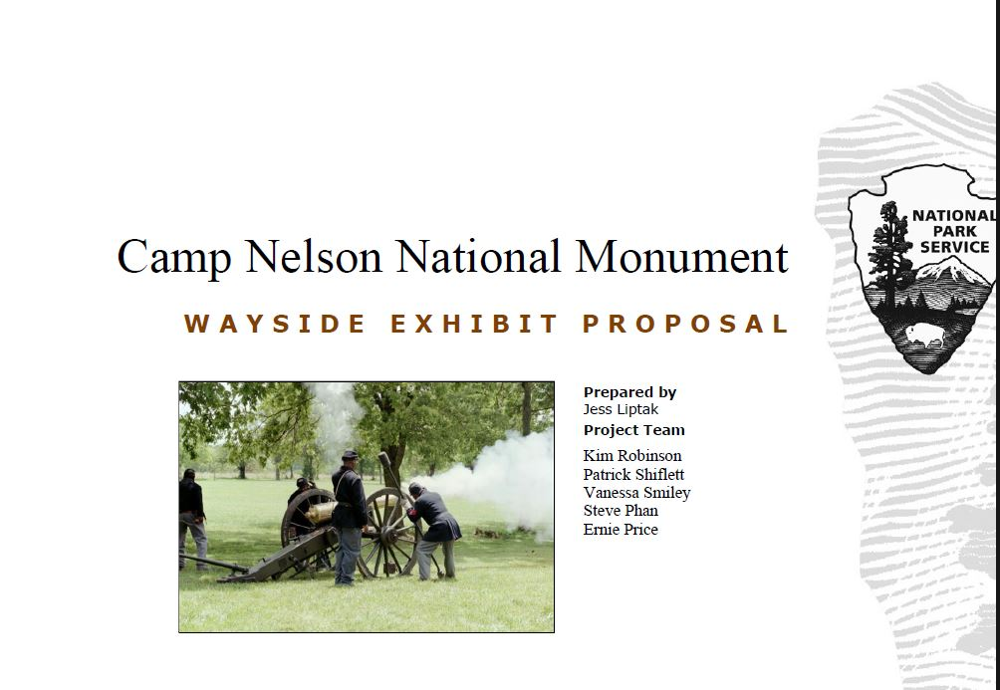 NATIONAL
PARK
SERVICE
Camp Nelson National Monument
WAYSIDE EXHIBIT PROPOSAL
Prepared by
Jess Liptak
Project Team
Kim Robinson
Patrick Shiflett
Vanessa Smiley
Steve Phan
Ernie Price